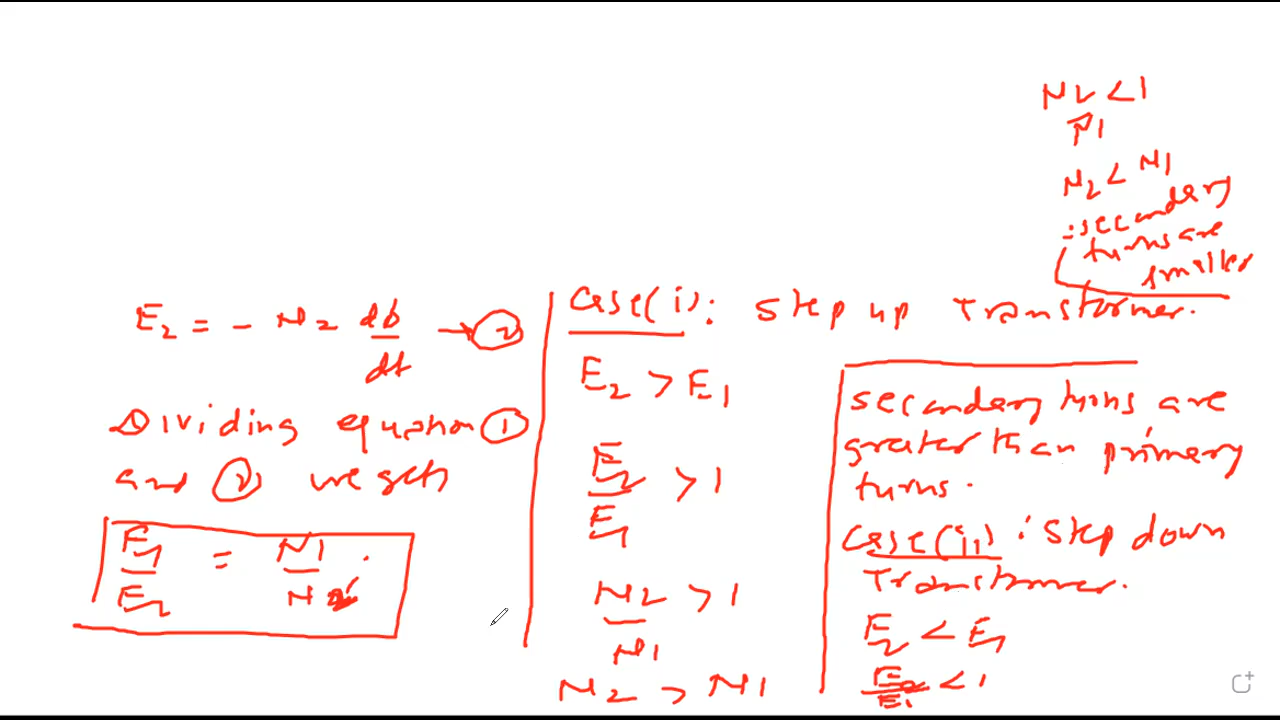 E2 = - N2 dϕ/dt → 2
Dividing equation 1
and 2 we gets
E1/E2 = N1/N2 .
Case(i): Step up Transformer.
E2 > E1
E2/E1 > 1
N2/N1 > 1
N2 > N1
secondary turns are
greater than primary
turns.
Case(ii) : Step down
Transformer.
E2 < E1
E2/E1 < 1
N2/N1 < 1
N2 < N1
∴ secondary
turns are
smaller